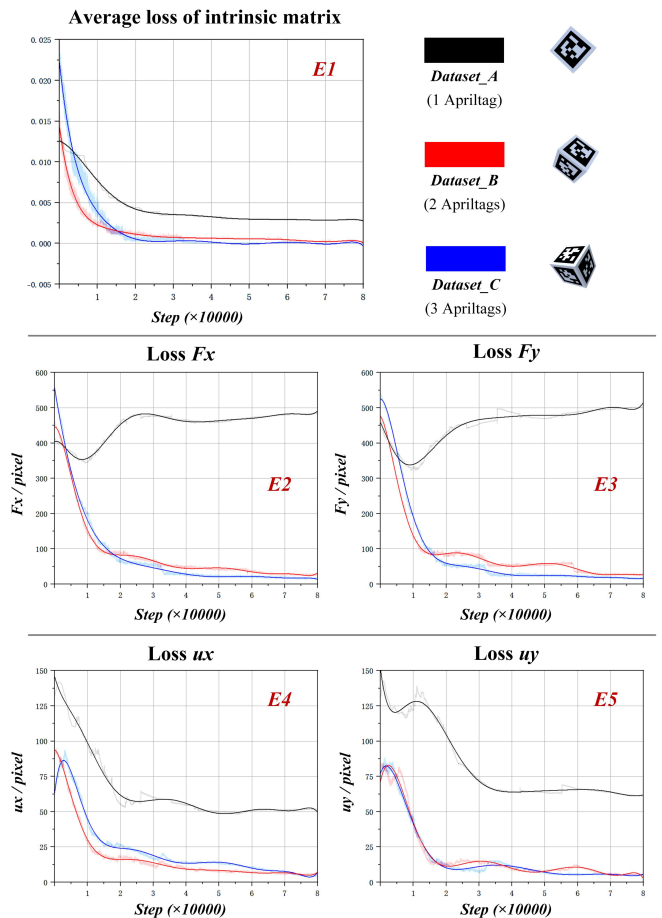 Average loss of intrinsic matrix
E1
0.025
0.020
0.015
0.010
0.005
0.000
-0.005
1 2 3 4 5 6 7 8
Step (×10000)
Dataset_A
(1 Apriltag)
Dataset_B
(2 Apriltags)
Dataset_C
(3 Apriltags)
Loss Fx
Fx / pixel
E2
600
500
400
300
200
100
0
1 2 3 4 5 6 7 8
Step (×10000)
Loss Fy
Fy / pixel
E3
600
500
400
300
200
100
0
1 2 3 4 5 6 7 8
Step (×10000)
Loss ux
ux / pixel
E4
150
125
100
75
50
25
0
1 2 3 4 5 6 7 8
Step (×10000)
Loss uy
uy / pixel
E5
150
125
100
75
50
25
0
1 2 3 4 5 6 7 8
Step (×10000)